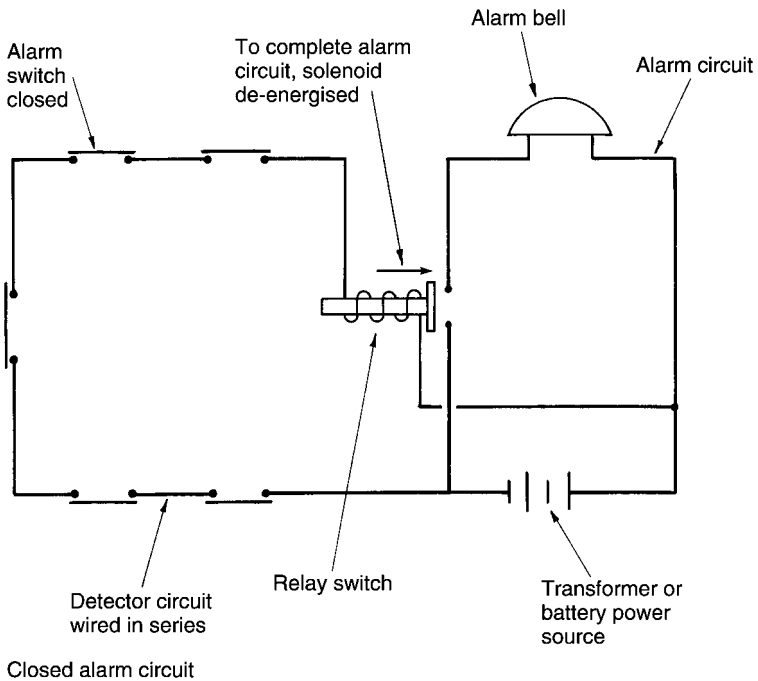 Alarm bell
Alarm
switch
closed
To complete alarm
circuit, solenoid
de-energised
Alarm circuit
Relay switch
Detector circuit
wired in series
Transformer or
battery power
source
Closed alarm circuit